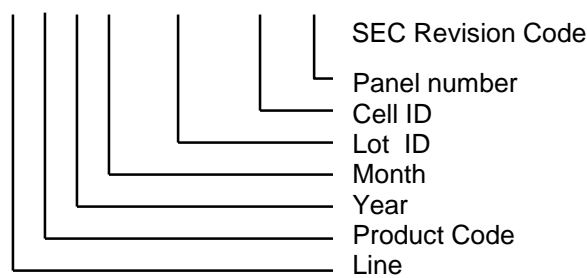 SEC Revision Code
Panel number
Cell ID
Lot ID
Month
Year
Product Code
Line